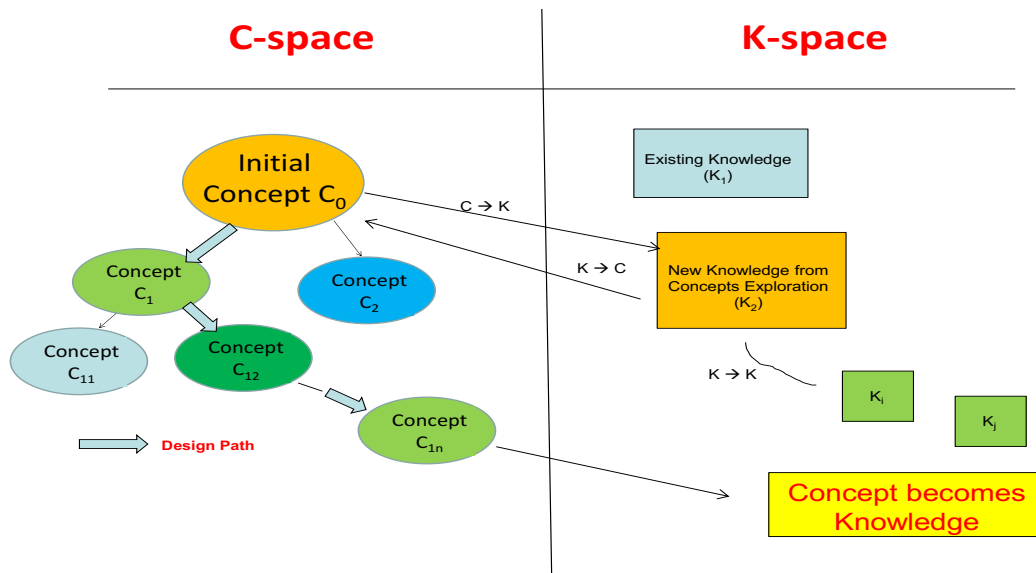 C-space
K-space
Initial
Concept C₀
Existing Knowledge
(K₁)
C → K
K → C
New Knowledge from
Concepts Exploration
(K₂)
Concept
C₁
Concept
C₂
Concept
C₁₁
Concept
C₁₂
K → K
Kᵢ
Kⱼ
Concept
C₁ₙ
Design Path
Concept becomes
Knowledge